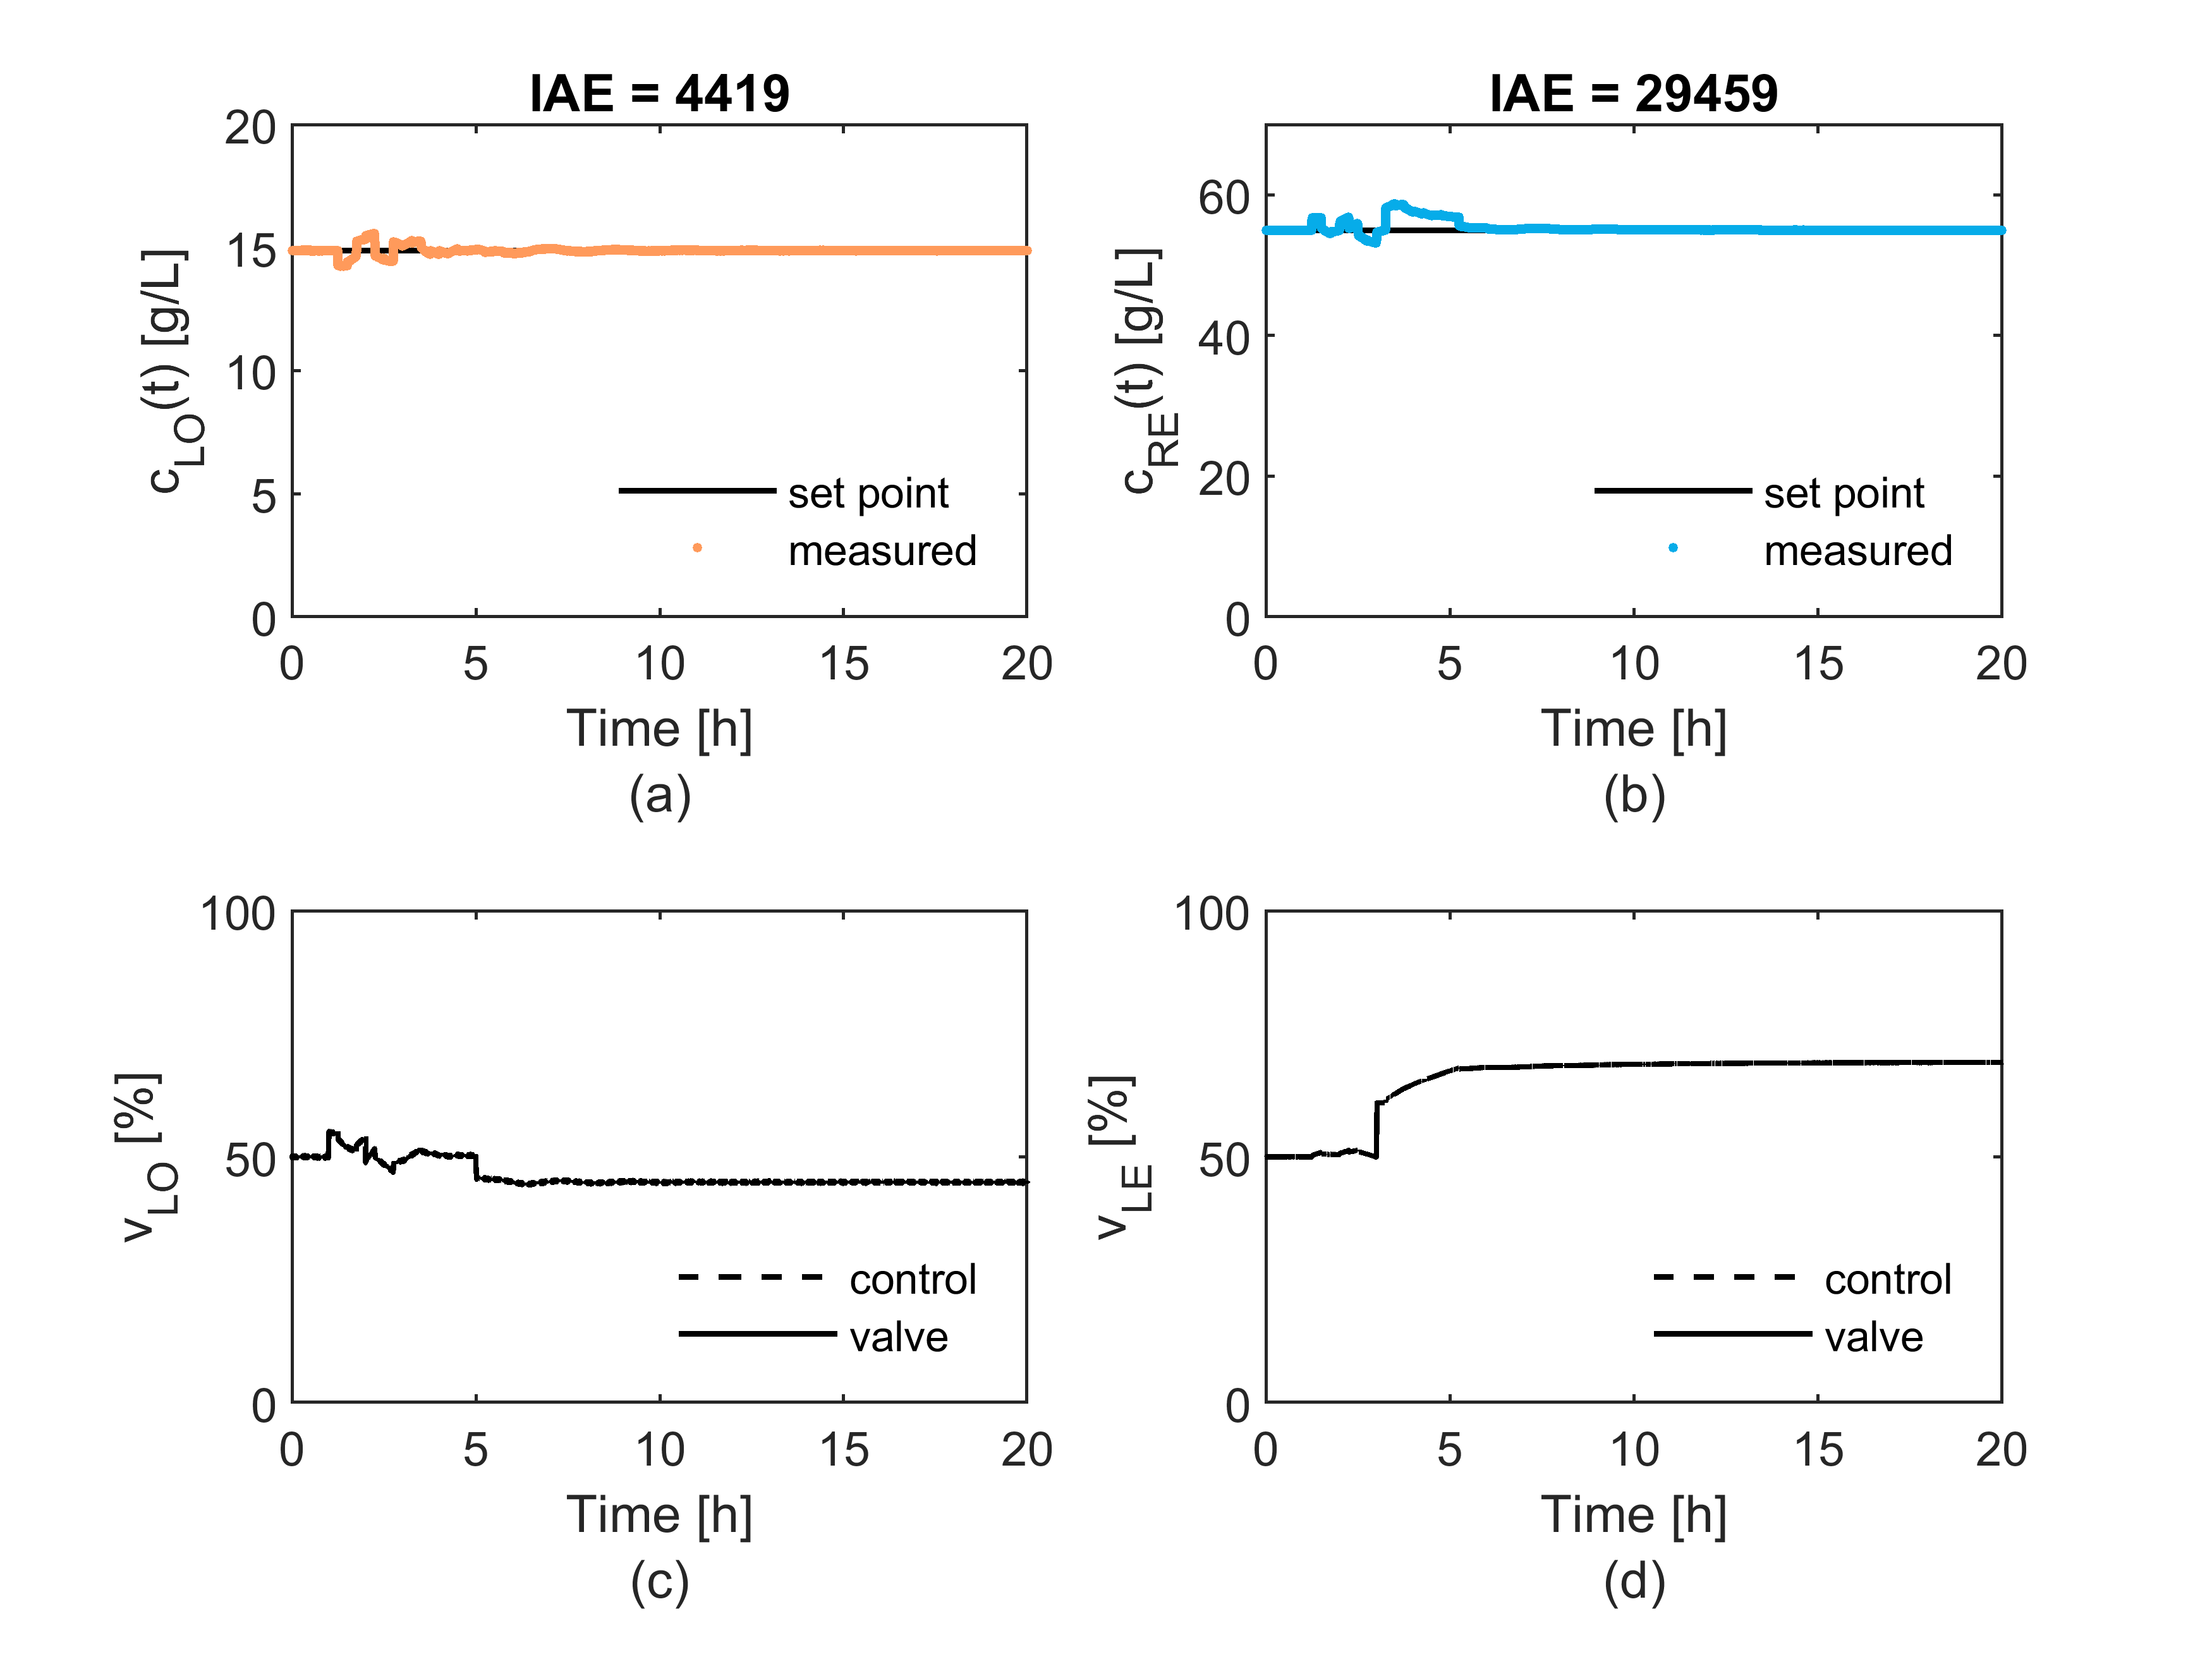 IAE = 4419
20
15
10
5
0
c_LO(t) [g/L]
set point
measured
0 5 10 15 20
Time [h]
(a)
IAE = 29459
60
40
20
0
c_RE(t) [g/L]
set point
measured
0 5 10 15 20
Time [h]
(b)
100
50
0
v_LO [%]
control
valve
0 5 10 15 20
Time [h]
(c)
100
50
0
v_LE [%]
control
valve
0 5 10 15 20
Time [h]
(d)